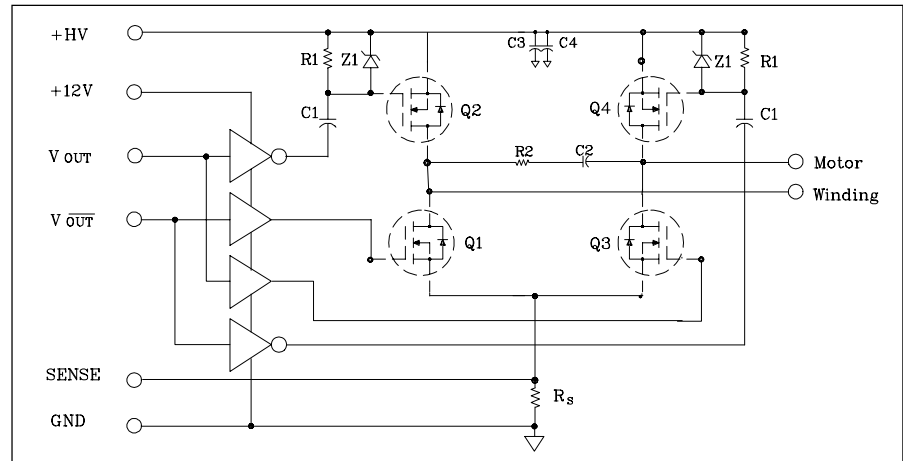 +HV
R1
Z1
C3
C4
Z1
R1
+12V
C1
Q2
Q4
C1
V OUT
R2
C2
Motor
Winding
V O̅U̅T̅
Q1
Q3
SENSE
Rs
GND